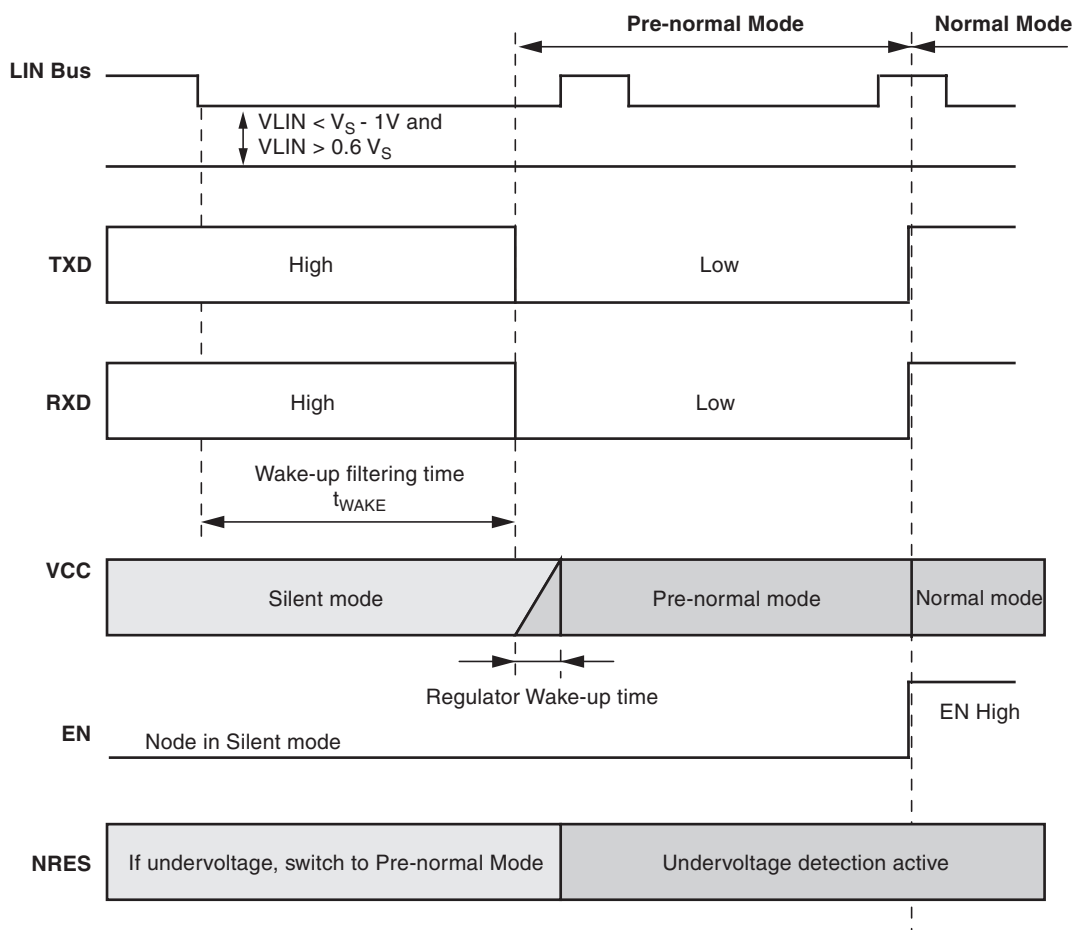 Pre-normal Mode
Normal Mode
LIN Bus
VLIN < VS - 1V and
VLIN > 0.6 VS
TXD
High
Low
RXD
High
Low
Wake-up filtering time
tWAKE
VCC
Silent mode
Pre-normal mode
Normal mode
Regulator Wake-up time
EN
Node in Silent mode
EN High
NRES
If undervoltage, switch to Pre-normal Mode
Undervoltage detection active